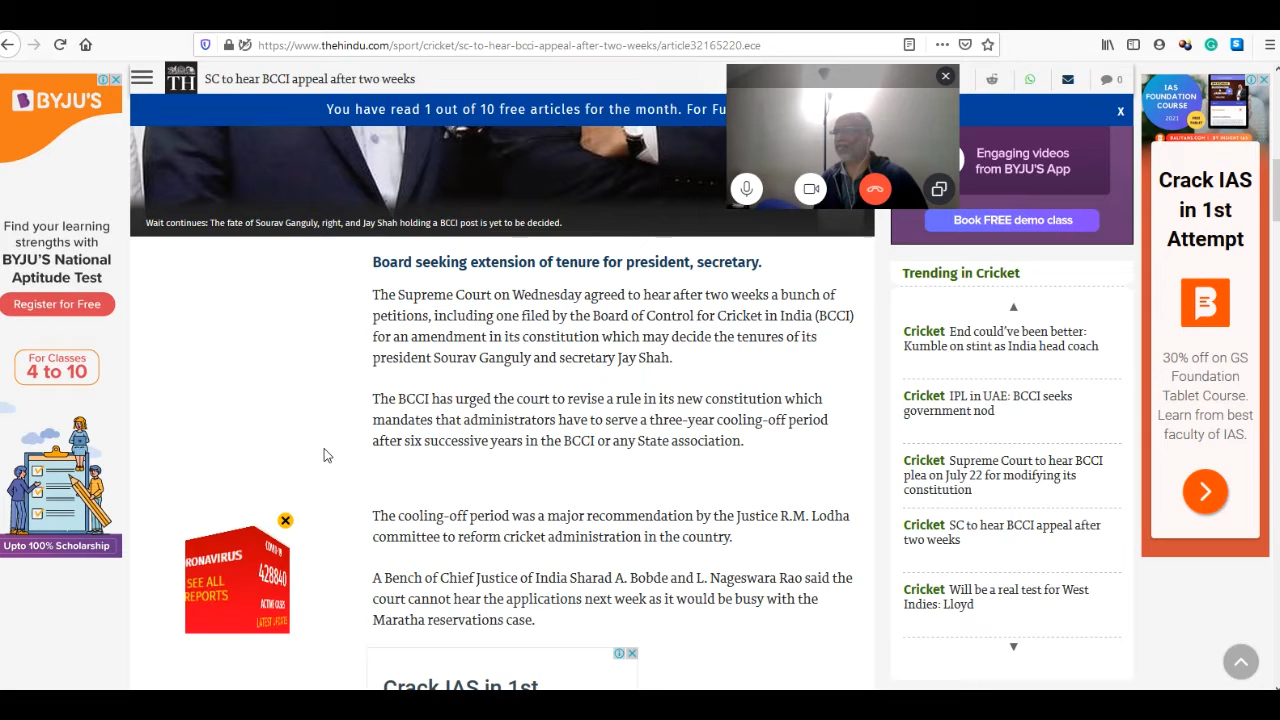 https://www.thehindu.com/sport/cricket/sc-to-hear-bcci-appeal-after-two-weeks/article32165220.ece
TH
SC to hear BCCI appeal after two weeks
0
You have read 1 out of 10 free articles for the month. For Fu
X
Wait continues: The fate of Sourav Ganguly, right, and Jay Shah holding a BCCI post is yet to be decided.
Board seeking extension of tenure for president, secretary.
The Supreme Court on Wednesday agreed to hear after two weeks a bunch of
petitions, including one filed by the Board of Control for Cricket in India (BCCI)
for an amendment in its constitution which may decide the tenures of its
president Sourav Ganguly and secretary Jay Shah.
The BCCI has urged the court to revise a rule in its new constitution which
mandates that administrators have to serve a three-year cooling-off period
after six successive years in the BCCI or any State association.
The cooling-off period was a major recommendation by the Justice R.M. Lodha
committee to reform cricket administration in the country.
A Bench of Chief Justice of India Sharad A. Bobde and L. Nageswara Rao said the
court cannot hear the applications next week as it would be busy with the
Maratha reservations case.
Crack IAS in 1st
BYJU'S
Find your learning
strengths with
BYJU'S National
Aptitude Test
Register for Free
For Classes
4 to 10
Upto 100% Scholarship
RONAVIRUS
SEE ALL
REPORTS
COVID 19
428840
ACTIVE CASES
LATEST UPDATE
Engaging videos
from BYJU'S App
Book FREE demo class
Trending in Cricket
Cricket End could've been better:
Kumble on stint as India head coach
Cricket IPL in UAE: BCCI seeks
government nod
Cricket Supreme Court to hear BCCI
plea on July 22 for modifying its
constitution
Cricket SC to hear BCCI appeal after
two weeks
Cricket Will be a real test for West
Indies: Lloyd
IAS
FOUNDATION
COURSE
2021
Crack IAS
in 1st
Attempt
30% off on GS
Foundation
Tablet Course.
Learn from best
faculty of IAS.